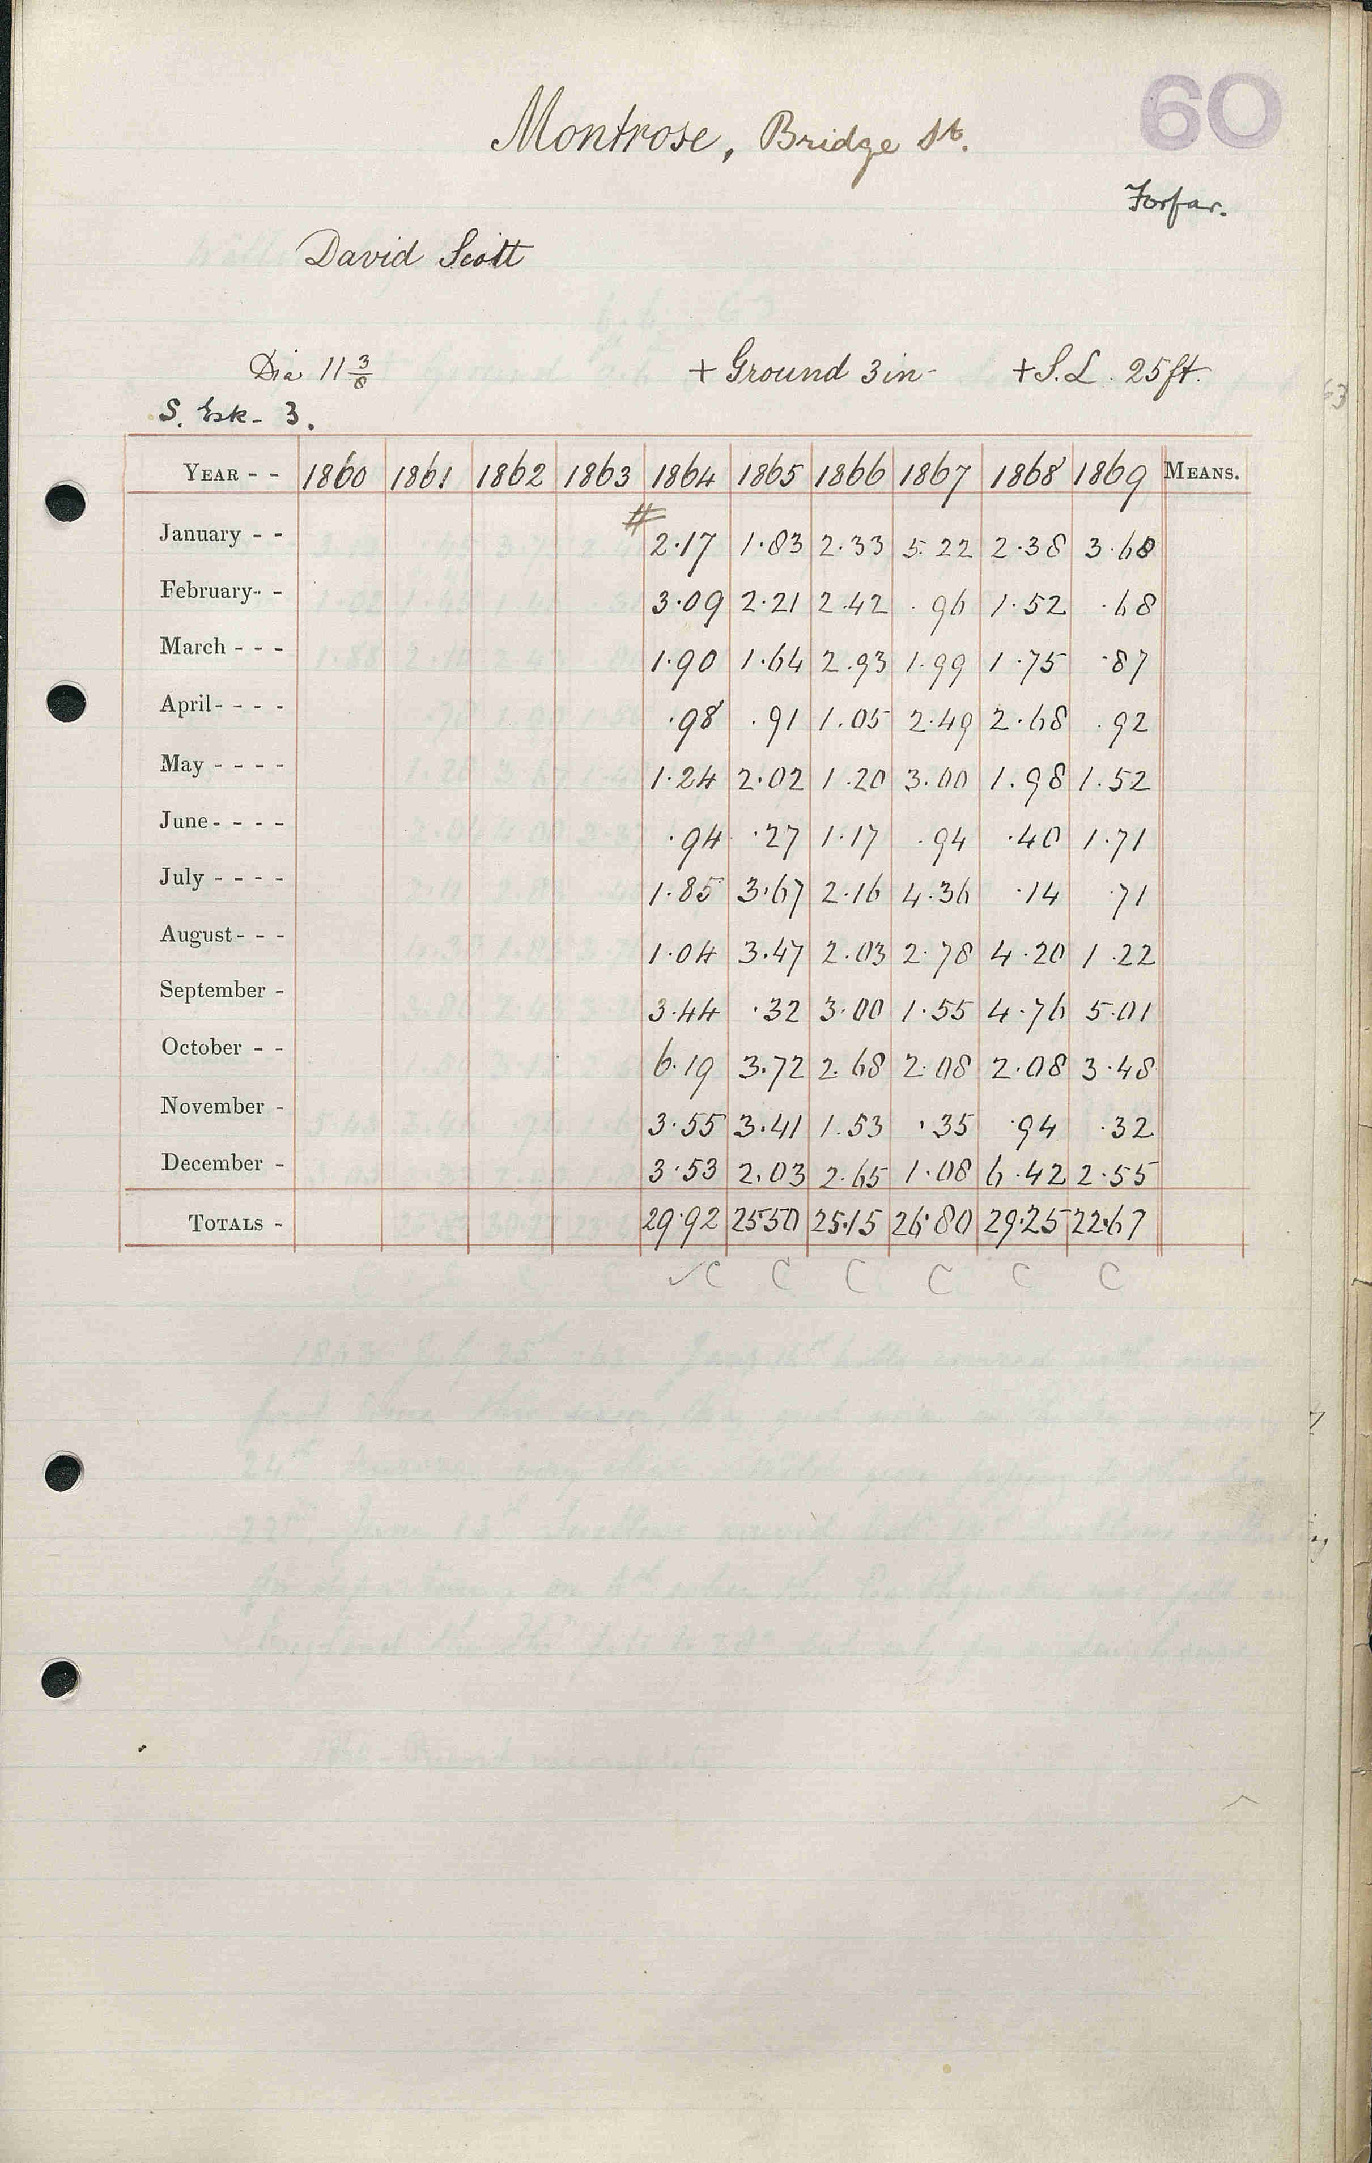 60
Montrose, Bridge St.
Forfar.
David Scott
Dia 11 3/8 + Ground 3in - + S.L. 25ft.
S. Esk - 3.
YEAR - - 1860 1861 1862 1863 1864 1865 1866 1867 1868 1869 MEANS.
January - - # 2.17 1.83 2.33 5.22 2.38 3.68
February - - 3.09 2.21 2.42 .96 1.52 .68
March - - - 1.90 1.64 2.93 1.99 1.75 .87
April - - - - .98 .91 1.05 2.49 2.68 .92
May - - - - 1.24 2.02 1.20 3.00 1.98 1.52
June - - - - .94 .27 1.17 .94 .40 1.71
July - - - - 1.85 3.67 2.16 4.36 .14 .71
August - - - 1.04 3.47 2.03 2.78 4.20 1.22
September - 3.44 .32 3.00 1.55 4.76 5.01
October - - 6.19 3.72 2.68 2.08 2.08 3.48
November - 3.55 3.41 1.53 .35 .94 .32
December - 3.53 2.03 2.65 1.08 6.42 2.55
TOTALS - 29.92 25.50 25.15 26.80 29.25 22.67
✓C C C C C C